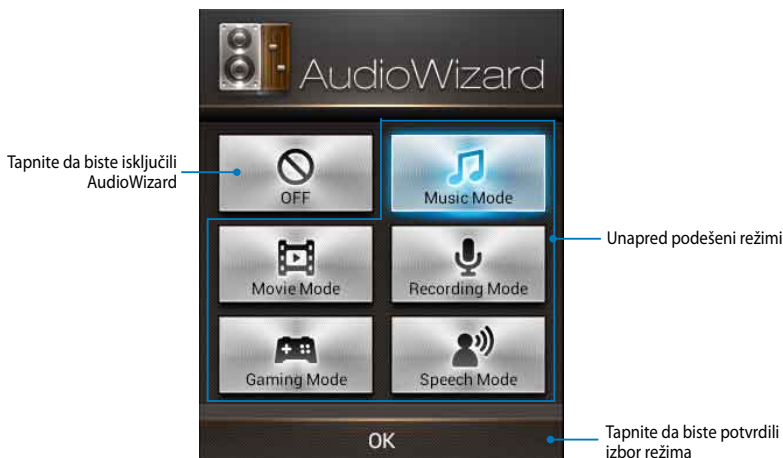 AudioWizard
Tapnite da biste isključili
AudioWizard
OFF
Music Mode
Unapred podešeni režimi
Movie Mode
Recording Mode
Gaming Mode
Speech Mode
OK
Tapnite da biste potvrdili
izbor režima